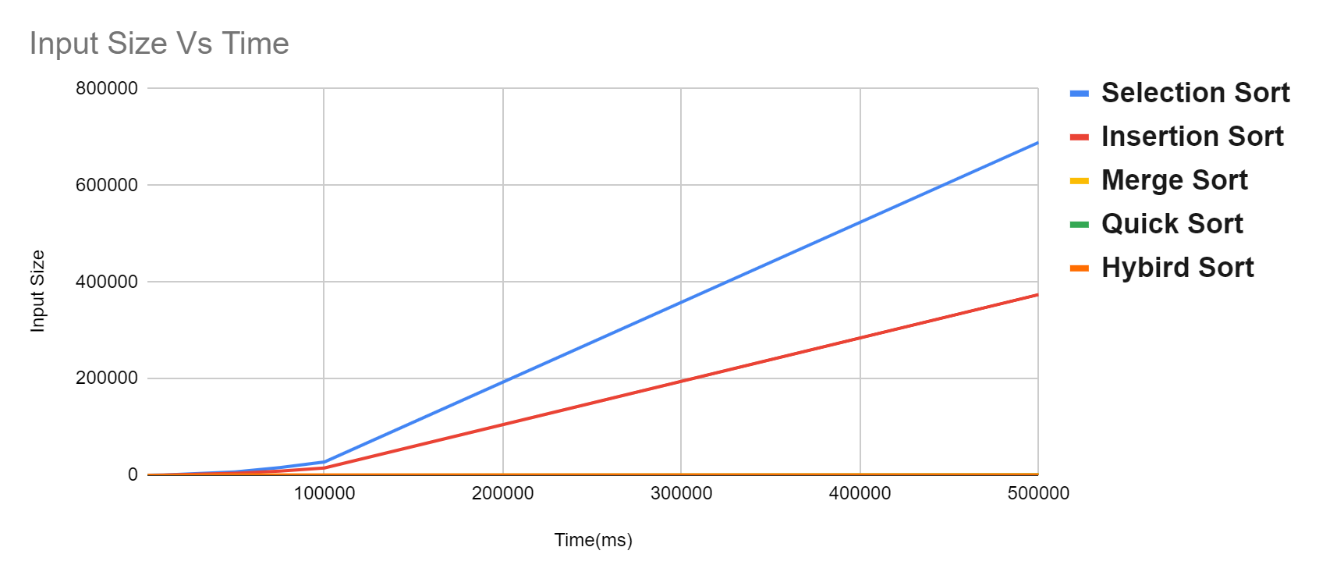 Input Size Vs Time
800000
600000
400000
200000
0
Input Size
100000 200000 300000 400000 500000
Time(ms)
Selection Sort
Insertion Sort
Merge Sort
Quick Sort
Hybird Sort